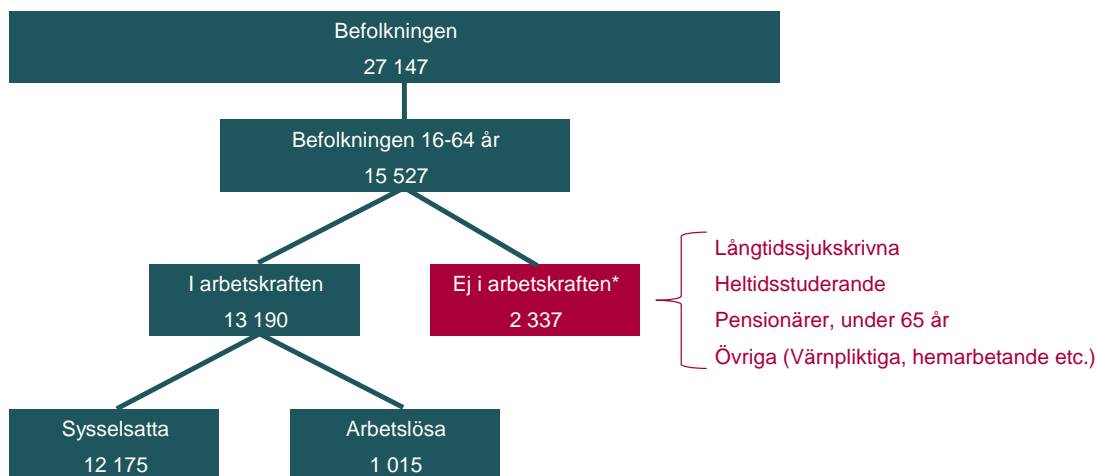 Befolkningen
27 147
Befolkningen 16-64 år
15 527
I arbetskraften
13 190
Ej i arbetskraften*
2 337
Långtidssjukskrivna
Heltidsstuderande
Pensionärer, under 65 år
Övriga (Värnpliktiga, hemarbetande etc.)
Sysselsatta
12 175
Arbetslösa
1 015